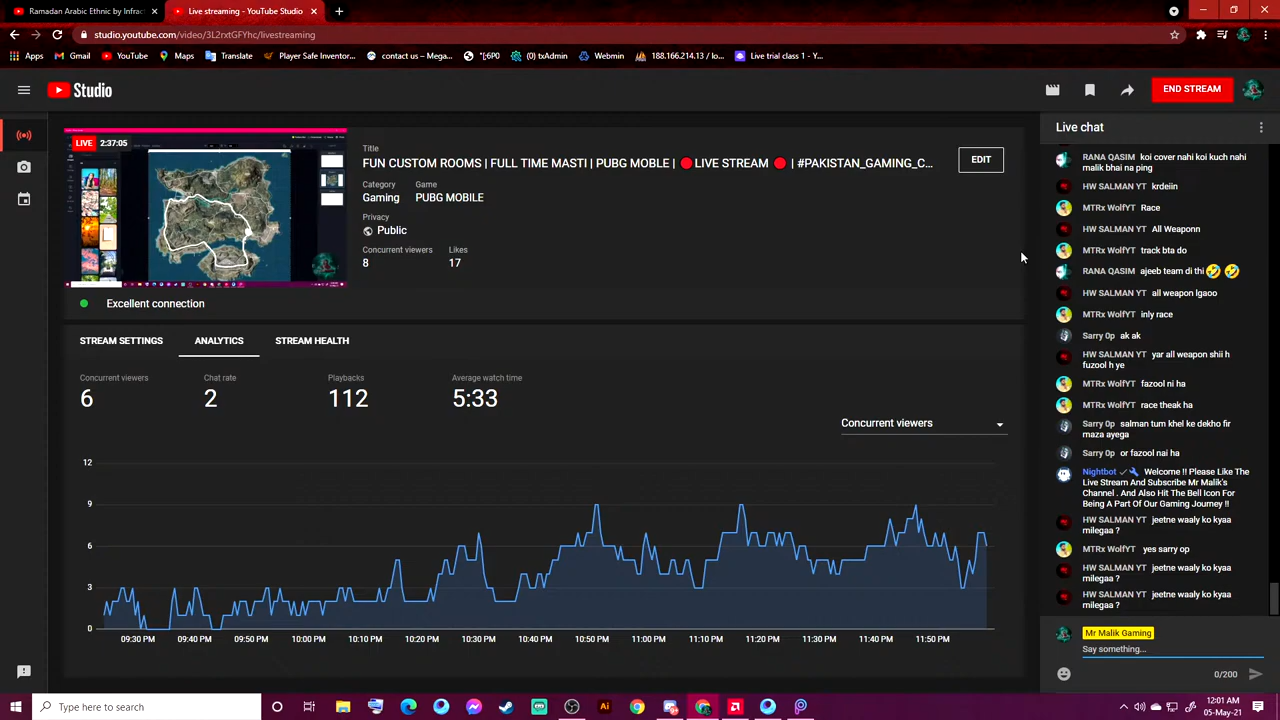 Ramadan Arabic Ethnic by Infrac
Live streaming - YouTube Studio
studio.youtube.com/video/3L2rxtGFYhc/livestreaming
Apps
Gmail
YouTube
Maps
Translate
Player Safe Inventor...
contact us – Mega...
"(6P0
(0) txAdmin
Webmin
188.166.214.13 / lo...
Live trial class 1 - Y...
Studio
END STREAM
LIVE 2:37:05
Title
FUN CUSTOM ROOMS | FULL TIME MASTI | PUBG MOBLE | 🔴LIVE STREAM 🔴 | #PAKISTAN_GAMING_C...
EDIT
Category
Game
Gaming
PUBG MOBILE
Privacy
Public
Concurrent viewers
Likes
8
17
Excellent connection
STREAM SETTINGS
ANALYTICS
STREAM HEALTH
Concurrent viewers
Chat rate
Playbacks
Average watch time
6
2
112
5:33
Concurrent viewers
12
9
6
3
0
09:30 PM 09:40 PM 09:50 PM 10:00 PM 10:10 PM 10:20 PM 10:30 PM 10:40 PM 10:50 PM 11:00 PM 11:10 PM 11:20 PM 11:30 PM 11:40 PM 11:50 PM
Live chat
RANA QASIM koi cover nahi koi kuch nahi
malik bhai na ping
HW SALMAN YT krdeiin
MTRx WolfYT Race
HW SALMAN YT All Weaponn
MTRx WolfYT track bta do
RANA QASIM ajeeb team di thi🤣 🤣
HW SALMAN YT all weapon lgaoo
MTRx WolfYT inly race
Sarry 0p ak ak
HW SALMAN YT yar all weapon shii h
fuzool h ye
MTRx WolfYT fazool ni ha
MTRx WolfYT race theak ha
Sarry 0p salman tum khel ke dekho fir
maza ayega
Sarry 0p or fazool nai ha
Nightbot Welcome !! Please Like The
Live Stream And Subscribe Mr Malik's
Channel . And Also Hit The Bell Icon For
Being A Part Of Our Gaming Journey !!
HW SALMAN YT jeetne waaly ko kyaa
milegaa ?
MTRx WolfYT yes sarry op
HW SALMAN YT jeetne waaly ko kyaa
milegaa ?
HW SALMAN YT jeetne waaly ko kyaa
milegaa ?
Mr Malik Gaming
Say something...
0/200
Type here to search
12:01 AM
05-May-21